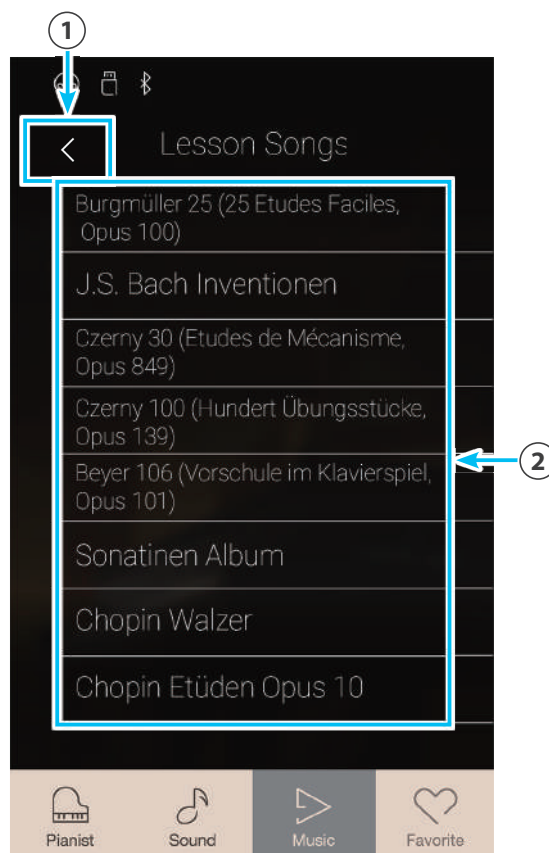 1
Lesson Songs
Burgmüller 25 (25 Etudes Faciles,
Opus 100)
J.S. Bach Inventionen
Czerny 30 (Etudes de Mécanisme,
Opus 849)
Czerny 100 (Hundert Übungsstücke,
Opus 139)
2
Beyer 106 (Vorschule im Klavierspiel,
Opus 101)
Sonatinen Album
Chopin Walzer
Chopin Etüden Opus 10
Pianist Sound Music Favorite